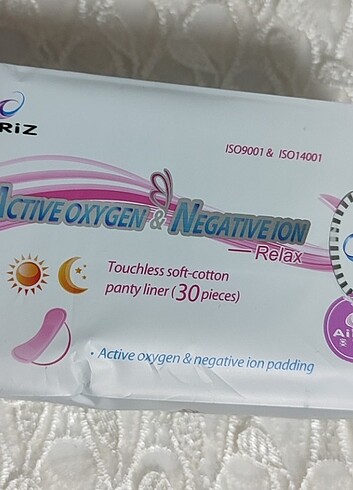 RiZ
ISO9001 & ISO14001
ACTIVE OXYGEN & NEGATIVE ION
—Relax
Touchless soft-cotton
panty liner (30 pieces)
• Active oxygen & negative ion padding